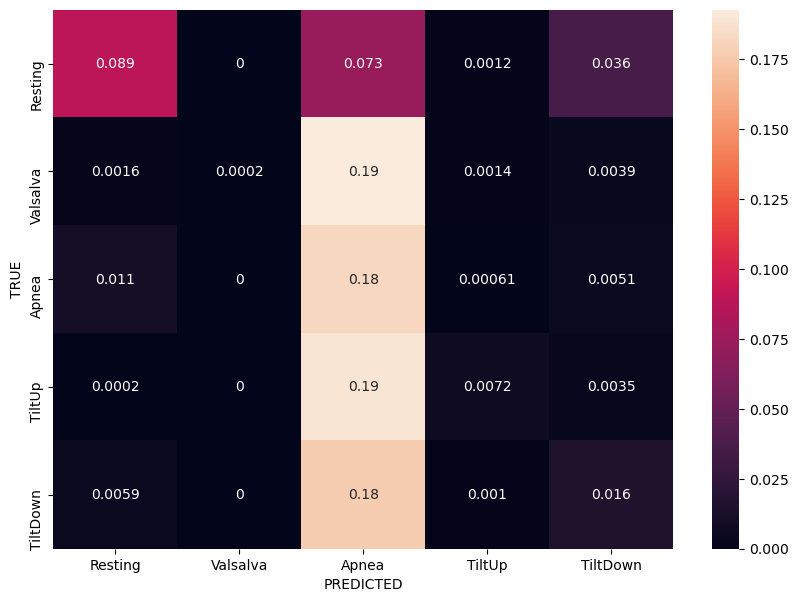 Resting 0.089 0 0.073 0.0012 0.036
Valsalva 0.0016 0.0002 0.19 0.0014 0.0039
Apnea 0.011 0 0.18 0.00061 0.0051
TiltUp 0.0002 0 0.19 0.0072 0.0035
TiltDown 0.0059 0 0.18 0.001 0.016
TRUE
Resting Valsalva Apnea TiltUp TiltDown
PREDICTED
0.175
0.150
0.125
0.100
0.075
0.050
0.025
0.000